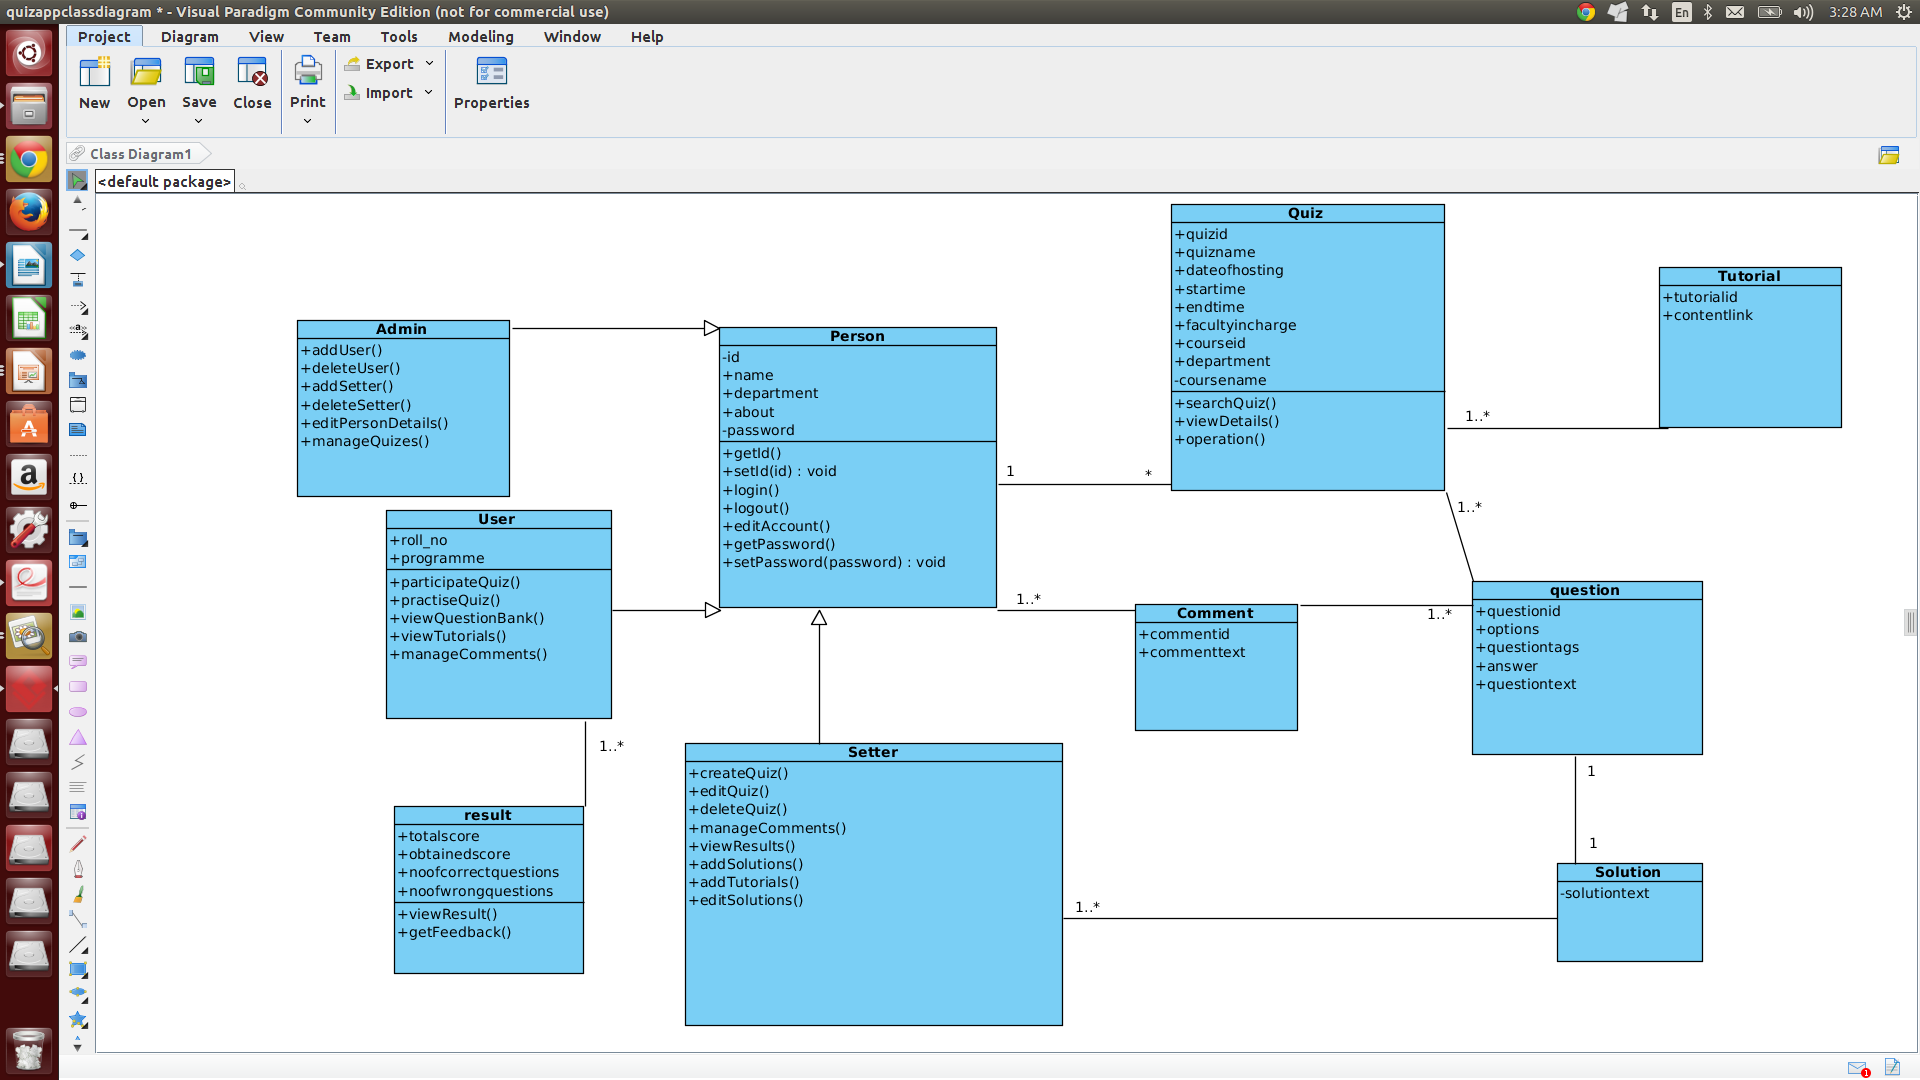 quizappclassdiagram * - Visual Paradigm Community Edition (not for commercial use)
En
3:28 AM
Project Diagram View Team Tools Modeling Window Help
New Open Save Close Print Export Import Properties
Class Diagram1
<default package>
Admin
+addUser()
+deleteUser()
+addSetter()
+deleteSetter()
+editPersonDetails()
+manageQuizes()
Person
-id
+name
+department
+about
-password
+getId()
+setId(id) : void
+login()
+logout()
+editAccount()
+getPassword()
+setPassword(password) : void
Quiz
+quizid
+quizname
+dateofhosting
+startime
+endtime
+facultyincharge
+courseid
+department
-coursename
+searchQuiz()
+viewDetails()
+operation()
Tutorial
+tutorialid
+contentlink
1..*
1
*
1..*
User
+roll_no
+programme
+participateQuiz()
+practiseQuiz()
+viewQuestionBank()
+viewTutorials()
+manageComments()
1..*
Comment
+commentid
+commenttext
1..*
question
+questionid
+options
+questiontags
+answer
+questiontext
1..*
result
+totalscore
+obtainedscore
+noofcorrectquestions
+noofwrongquestions
+viewResult()
+getFeedback()
Setter
+createQuiz()
+editQuiz()
+deleteQuiz()
+manageComments()
+viewResults()
+addSolutions()
+addTutorials()
+editSolutions()
1..*
1
1
Solution
-solutiontext